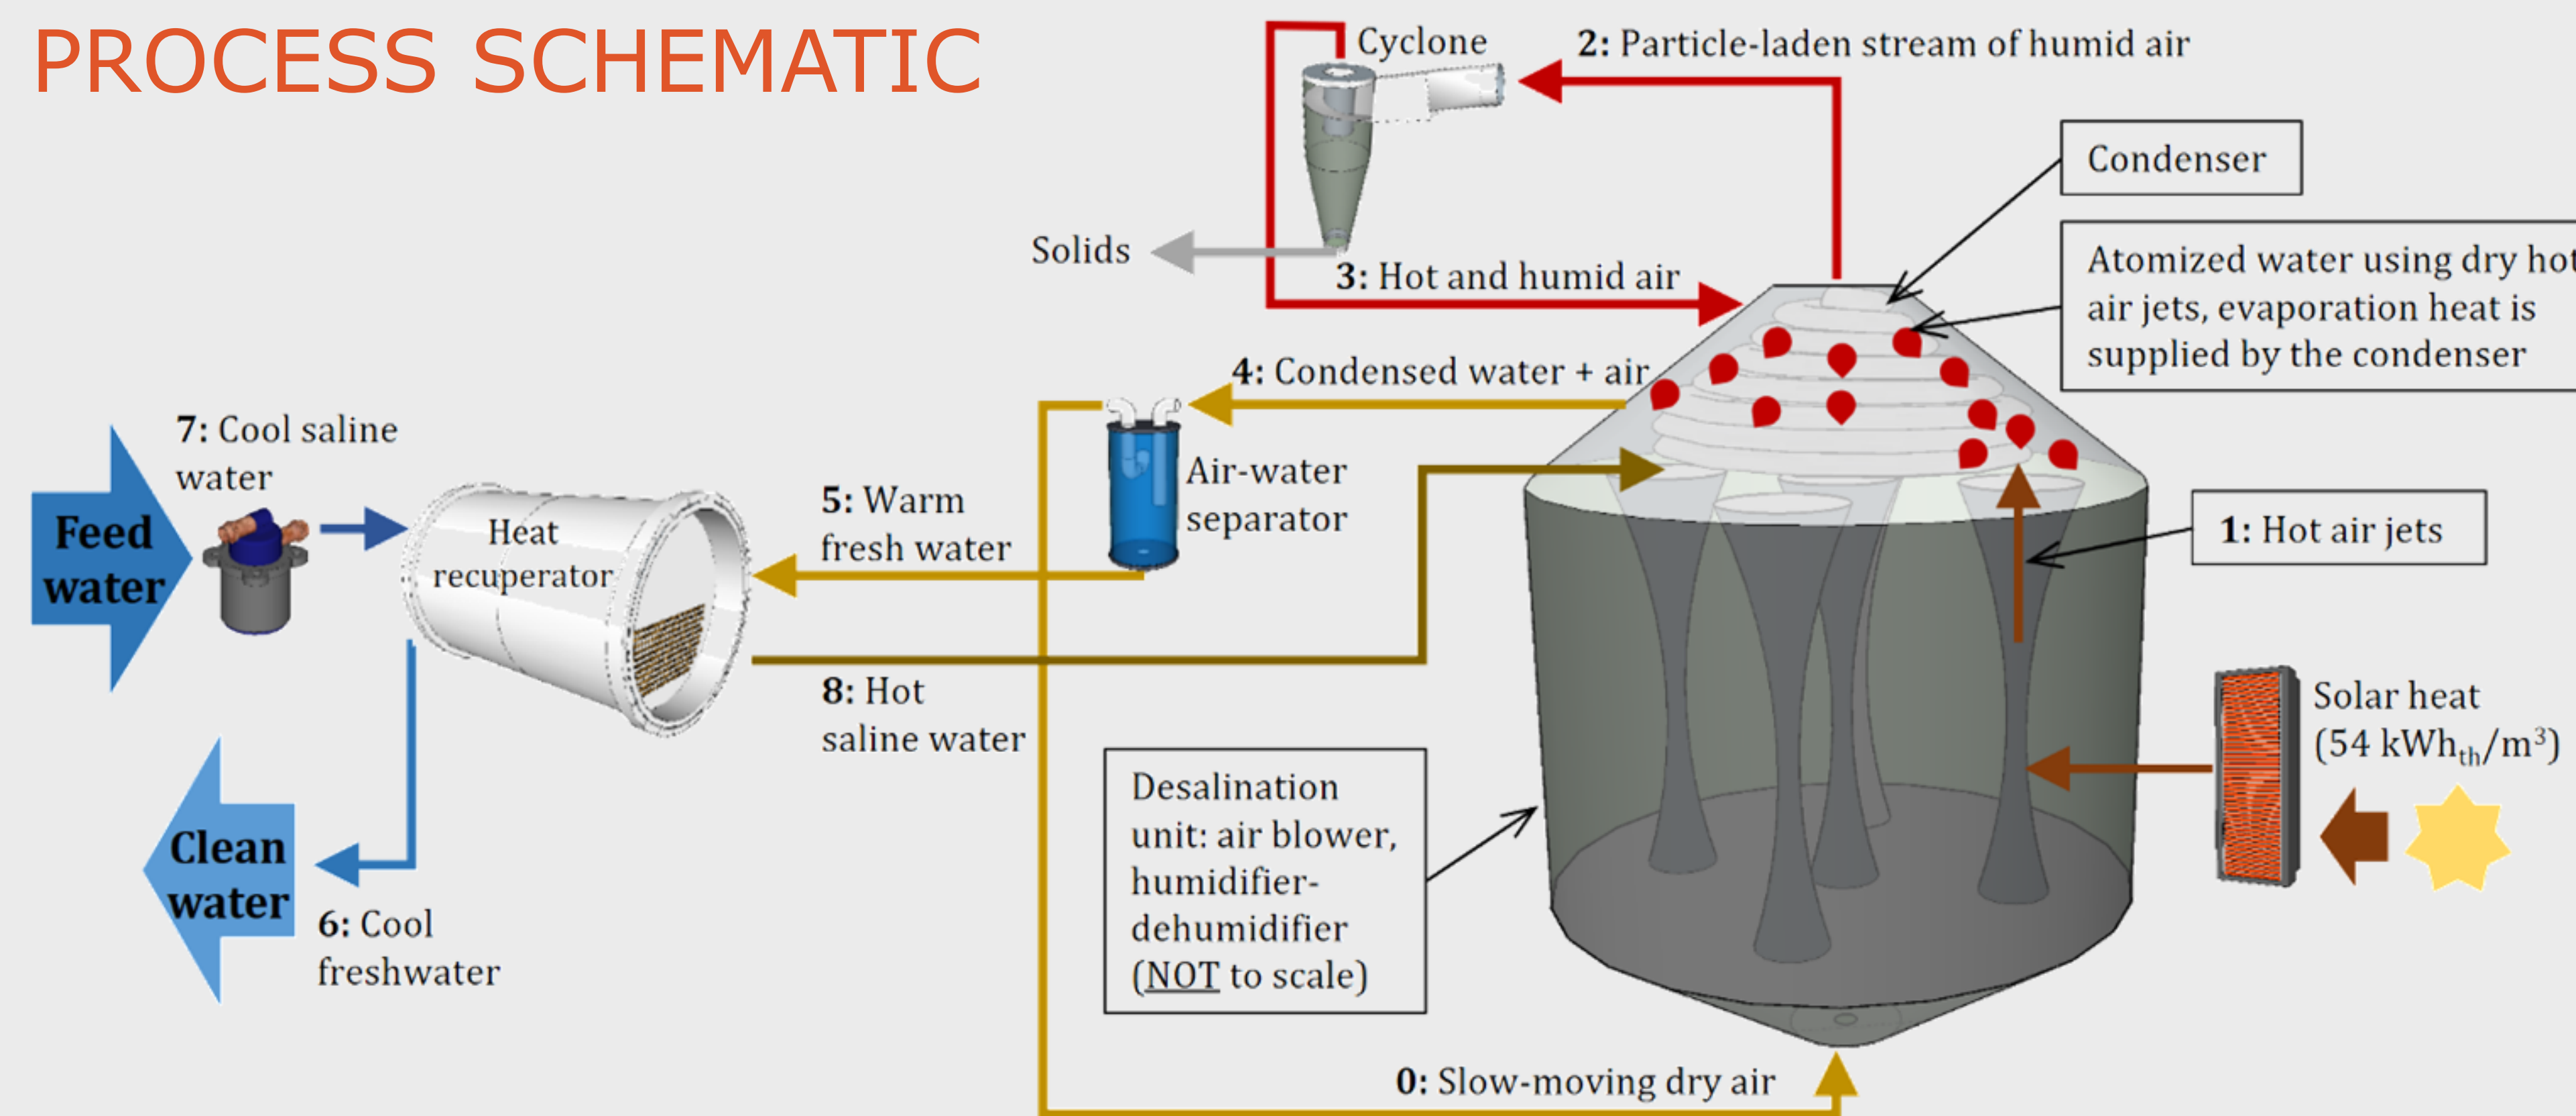 PROCESS SCHEMATIC
Cyclone
2: Particle-laden stream of humid air
Condenser
Atomized water using dry hot
air jets, evaporation heat is
supplied by the condenser
Solids
3: Hot and humid air
4: Condensed water + air
7: Cool saline
water
Feed
water
Heat
recuperator
5: Warm
fresh water
Air-water
separator
1: Hot air jets
8: Hot
saline water
Solar heat
(54 kWhth/m³)
Desalination
unit: air blower,
humidifier-
dehumidifier
(NOT to scale)
Clean
water
6: Cool
freshwater
0: Slow-moving dry air